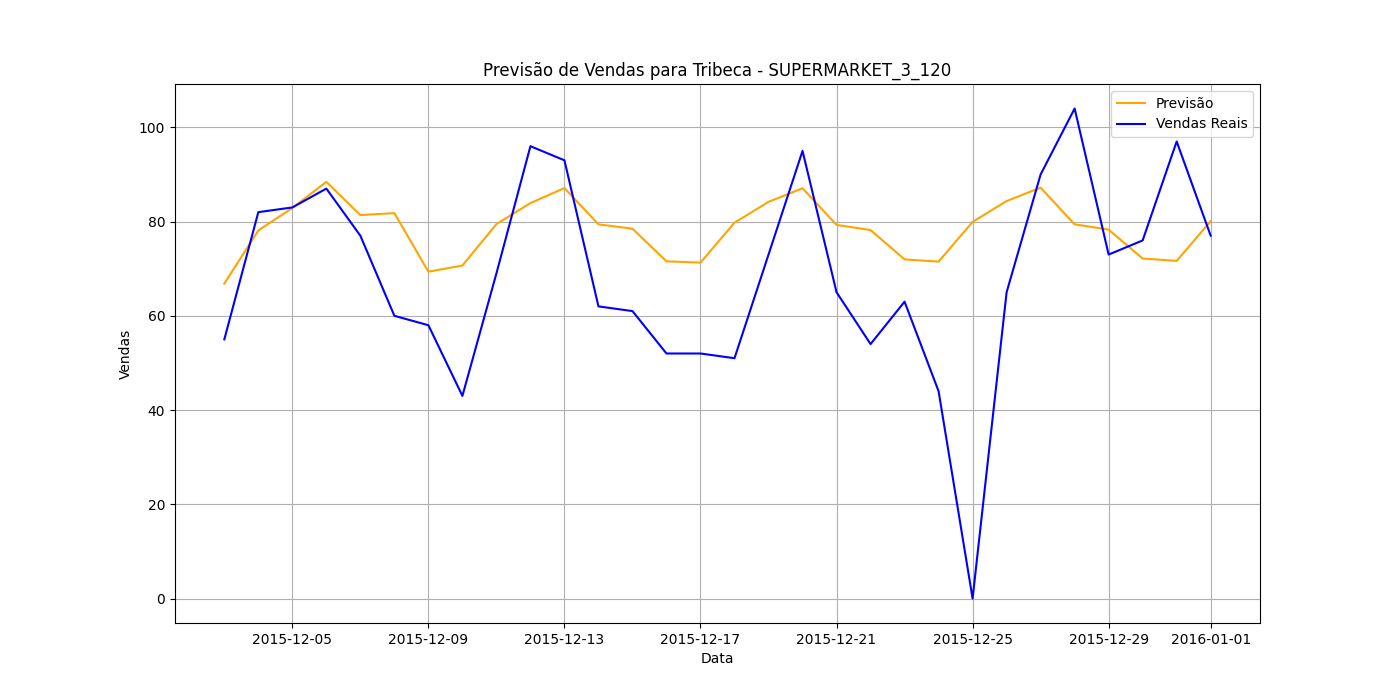 Previsão de Vendas para Tribeca - SUPERMARKET_3_120
Previsão
Vendas Reais
100
80
60
40
20
0
Vendas
2015-12-05 2015-12-09 2015-12-13 2015-12-17 2015-12-21 2015-12-25 2015-12-29 2016-01-01
Data